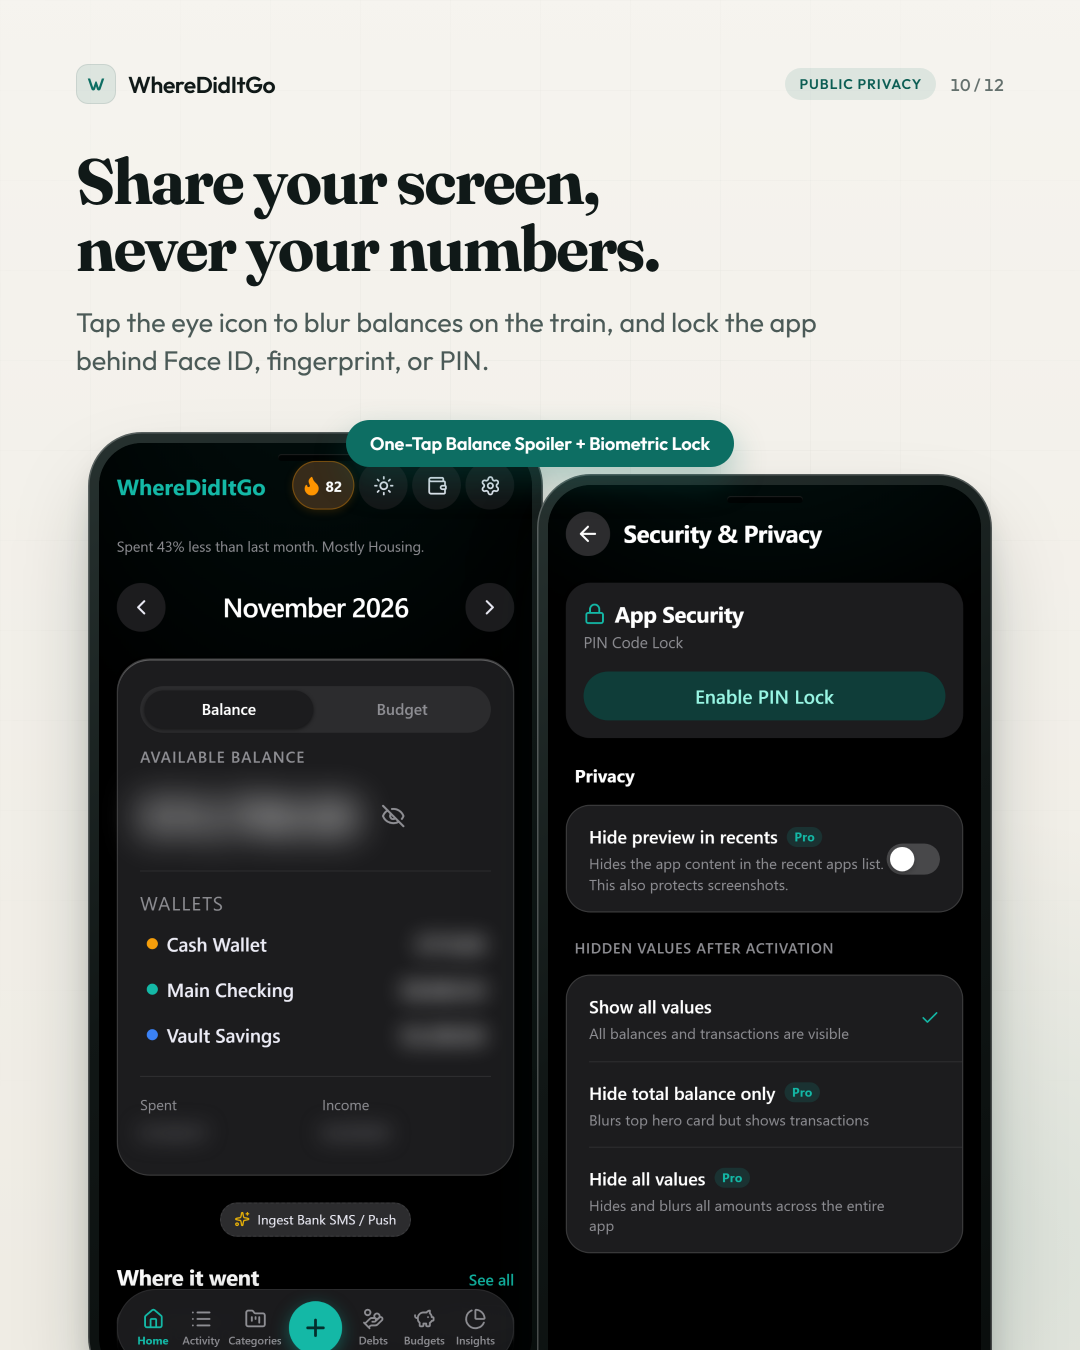 W WhereDidItGo
PUBLIC PRIVACY 10 / 12
Share your screen,
never your numbers.
Tap the eye icon to blur balances on the train, and lock the app
behind Face ID, fingerprint, or PIN.
One-Tap Balance Spoiler + Biometric Lock
WhereDidItGo 82
Spent 43% less than last month. Mostly Housing.
November 2026
Balance Budget
AVAILABLE BALANCE
WALLETS
Cash Wallet
Main Checking
Vault Savings
Spent Income
Ingest Bank SMS / Push
Where it went See all
Home Activity Categories + Debts Budgets Insights
Security & Privacy
App Security
PIN Code Lock
Enable PIN Lock
Privacy
Hide preview in recents Pro
Hides the app content in the recent apps list.
This also protects screenshots.
HIDDEN VALUES AFTER ACTIVATION
Show all values
All balances and transactions are visible
Hide total balance only Pro
Blurs top hero card but shows transactions
Hide all values Pro
Hides and blurs all amounts across the entire
app